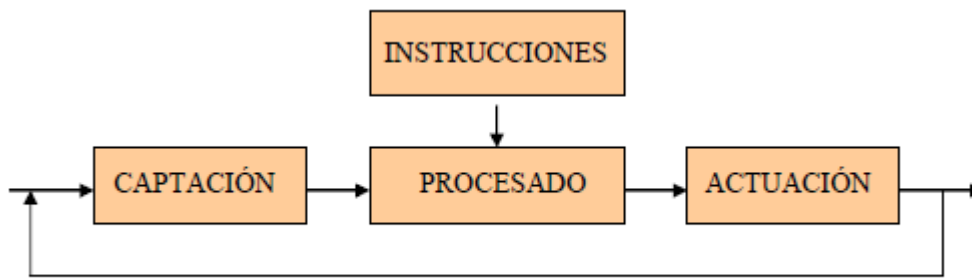 INSTRUCCIONES
CAPTACIÓN
PROCESADO
ACTUACIÓN